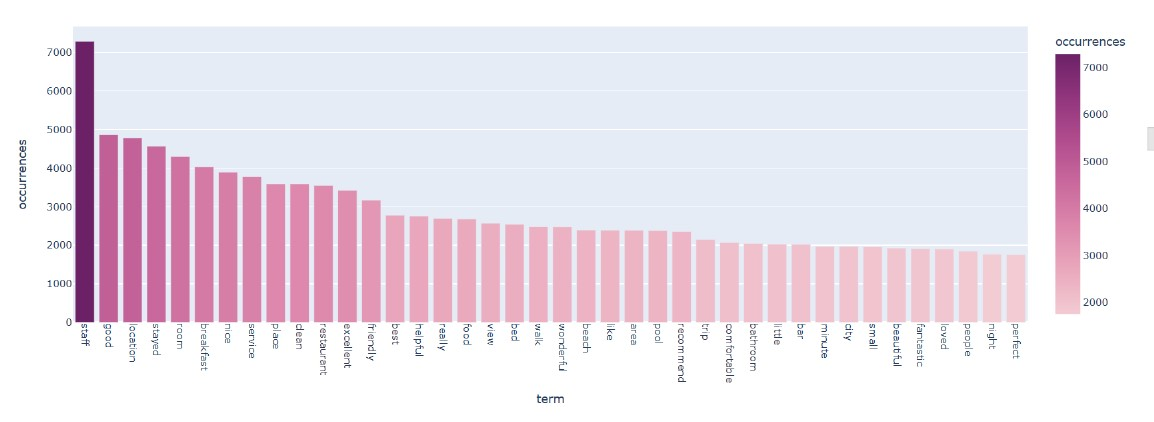 occurrences
7000
6000
5000
4000
3000
2000
1000
0
staff
good
location
stayed
room
breakfast
nice
service
place
clean
restaurant
excellent
friendly
best
helpful
really
food
view
bed
walk
wonderful
beach
like
area
pool
recommend
trip
comfortable
bathroom
little
bar
minute
city
small
beautiful
fantastic
loved
people
night
perfect
term
occurrences
7000
6000
5000
4000
3000
2000